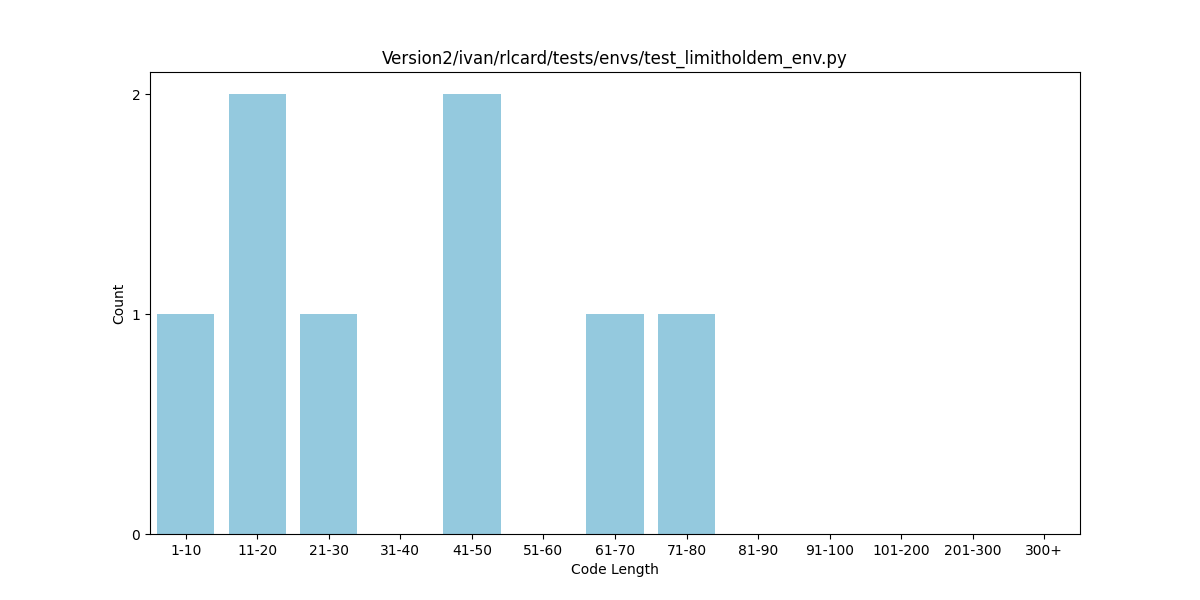 Version2/ivan/rlcard/tests/envs/test_limitholdem_env.py
2
1
0
Count
1-10 11-20 21-30 31-40 41-50 51-60 61-70 71-80 81-90 91-100 101-200 201-300 300+
Code Length